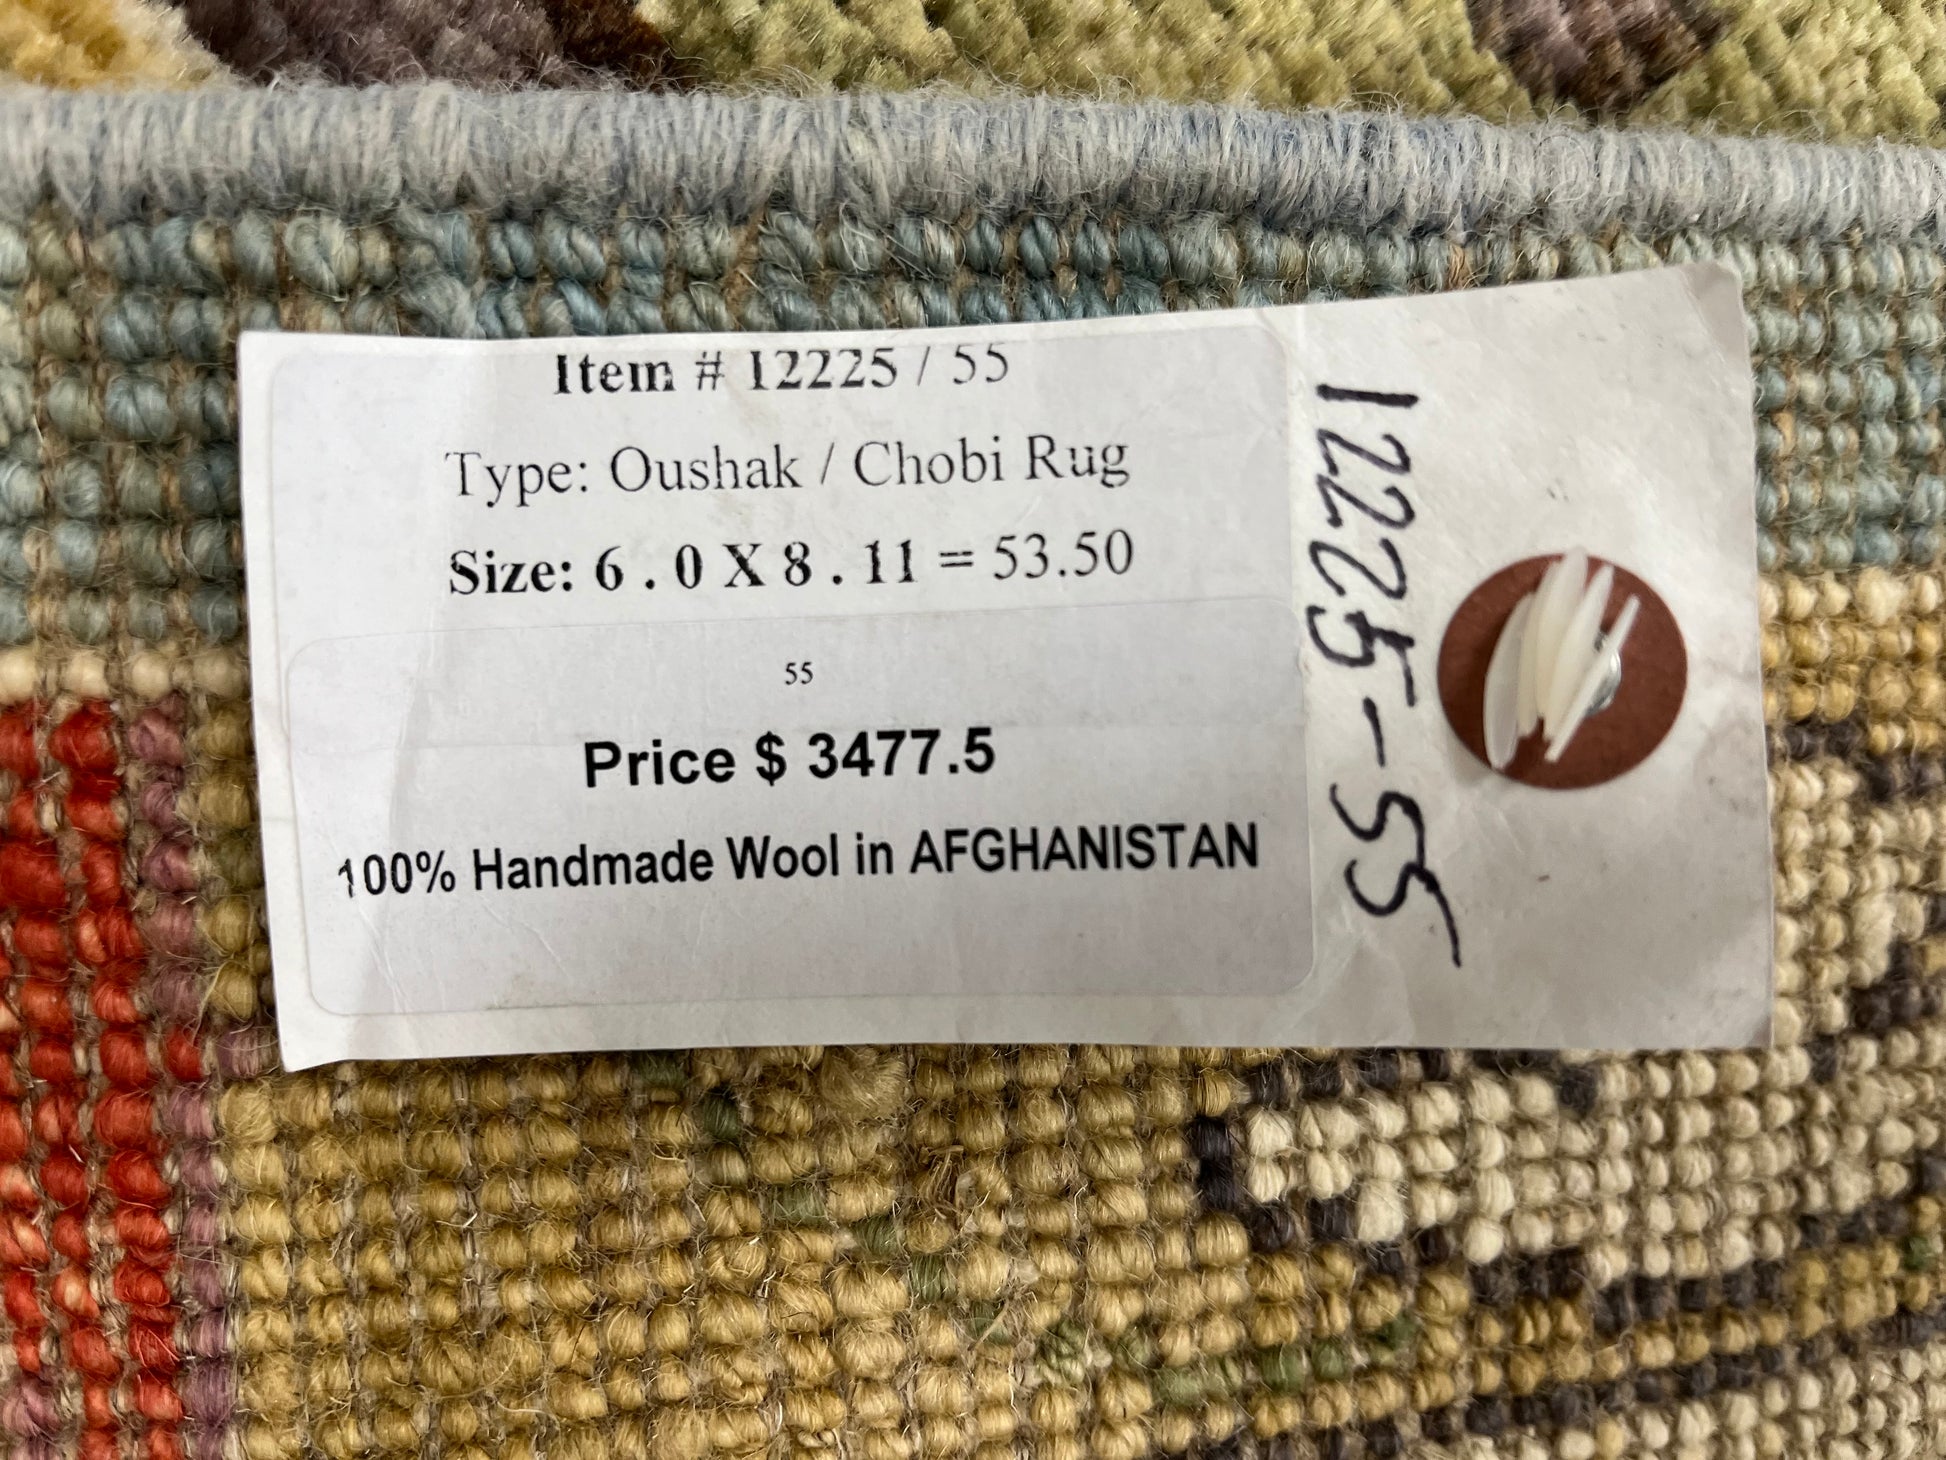 Item # 12225 / 55
Type: Oushak / Chobi Rug
Size: 6 . 0 X 8 . 11 = 53.50
55
Price $ 3477.5
100% Handmade Wool in AFGHANISTAN
12225-55